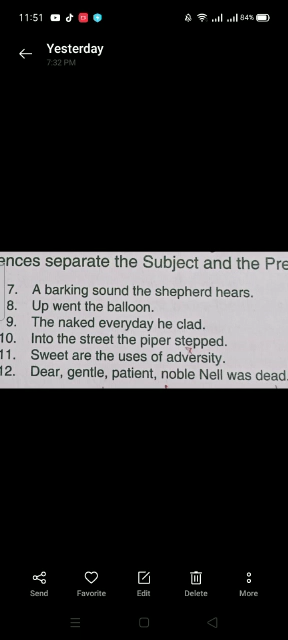 11:51
84%
Yesterday
7:32 PM
ences separate the Subject and the Pre
7. A barking sound the shepherd hears.
8. Up went the balloon.
9. The naked everyday he clad.
10. Into the street the piper stepped.
11. Sweet are the uses of adversity.
12. Dear, gentle, patient, noble Nell was dead.
Send Favorite Edit Delete More